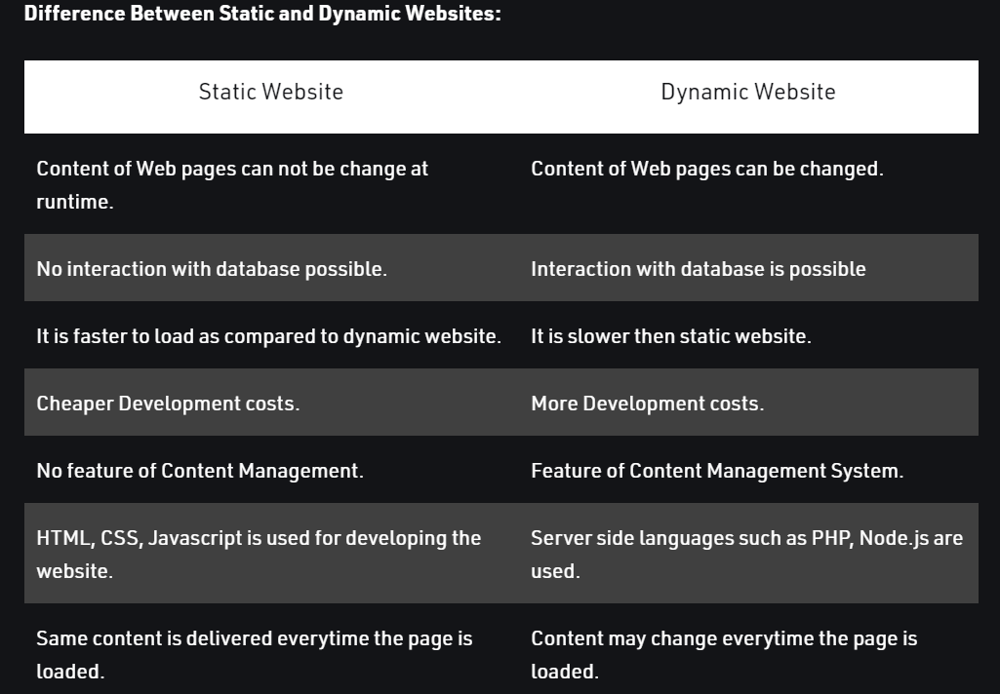 Difference Between Static and Dynamic Websites:
Static Website
Dynamic Website
Content of Web pages can not be change at
runtime.
Content of Web pages can be changed.
No interaction with database possible.
Interaction with database is possible
It is faster to load as compared to dynamic website.
It is slower then static website.
Cheaper Development costs.
More Development costs.
No feature of Content Management.
Feature of Content Management System.
HTML, CSS, Javascript is used for developing the
website.
Server side languages such as PHP, Node.js are
used.
Same content is delivered everytime the page is
loaded.
Content may change everytime the page is
loaded.